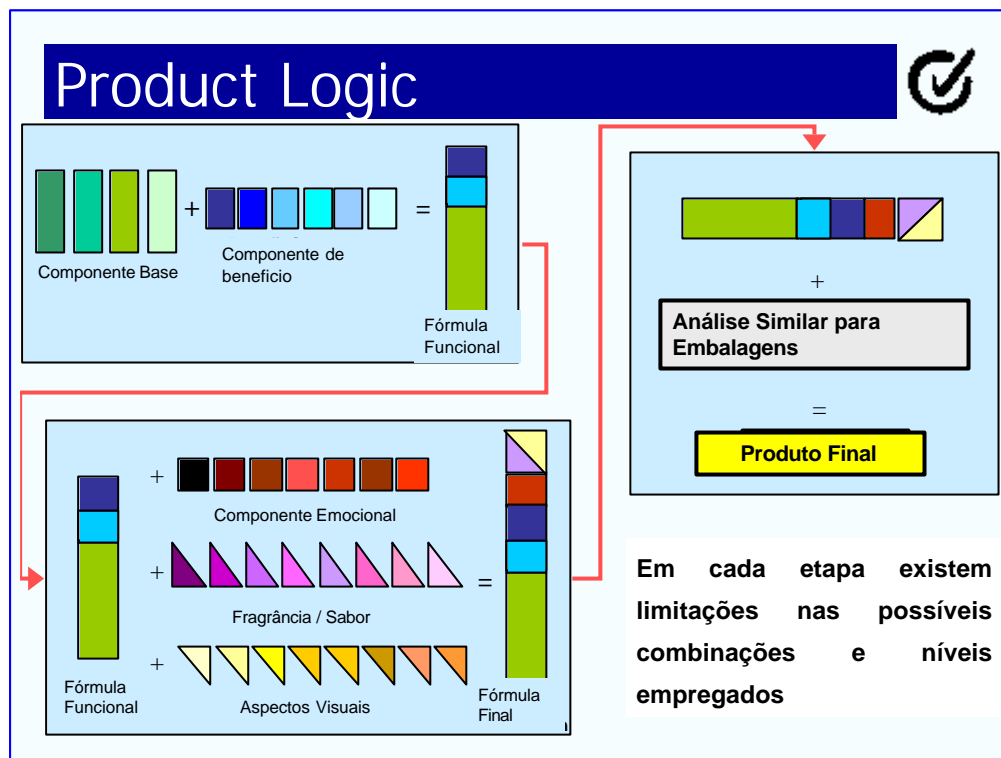 Product Logic
+
=
Componente Base
Componente de
beneficio
Fórmula
Funcional
+
Componente Emocional
+
=
Fragrância / Sabor
+
Aspectos Visuais
Fórmula
Funcional
Fórmula
Final
+
Análise Similar para
Embalagens
=
Produto Final
Em cada etapa existem
limitações nas possíveis
combinações e níveis
empregados